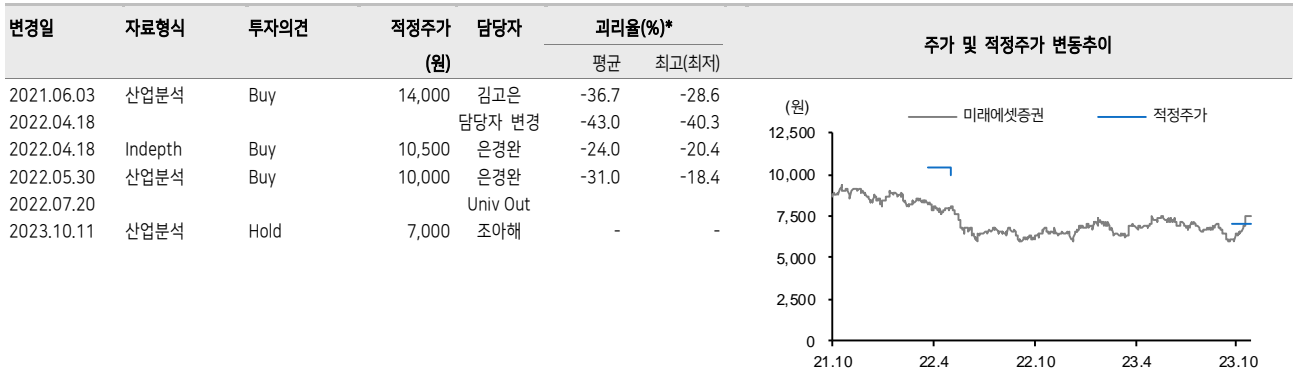 변경일 자료형식 투자의견 적정주가 담당자 괴리율(%)* 주가 및 적정주가 변동추이
(원) 평균 최고(최저)
2021.06.03 산업분석 Buy 14,000 김고은 -36.7 -28.6
2022.04.18 담당자 변경 -43.0 -40.3
2022.04.18 Indepth Buy 10,500 은경완 -24.0 -20.4
2022.05.30 산업분석 Buy 10,000 은경완 -31.0 -18.4
2022.07.20 Univ Out
2023.10.11 산업분석 Hold 7,000 조아해 - -
(원) 미래에셋증권 적정주가
12,500
10,000
7,500
5,000
2,500
0
21.10 22.4 22.10 23.4 23.10